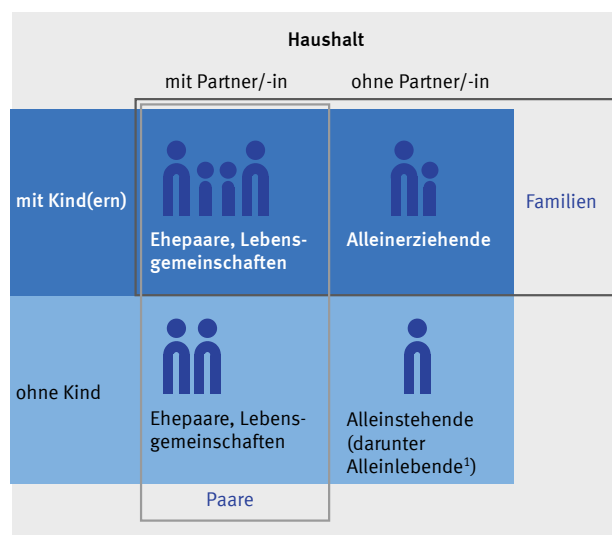 Haushalt
mit Partner/-in
ohne Partner/-in
mit Kind(ern)
Ehepaare, Lebens-
gemeinschaften
Alleinerziehende
Familien
ohne Kind
Ehepaare, Lebens-
gemeinschaften
Alleinstehende
(darunter
Alleinlebende¹)
Paare